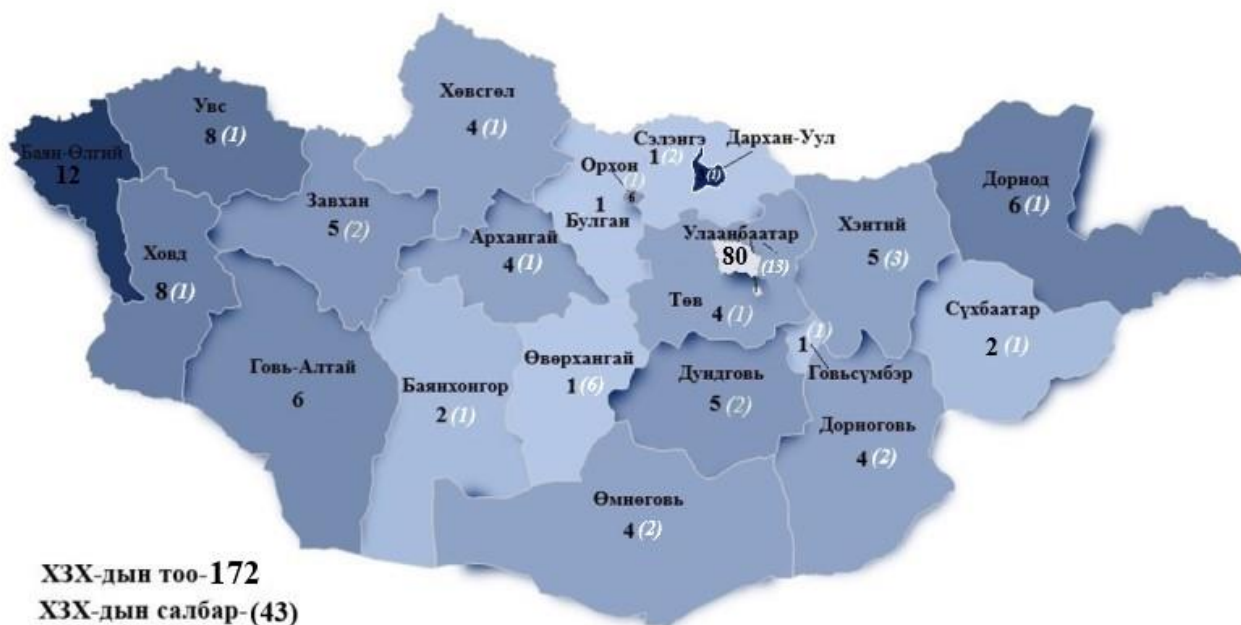 Хөвсгөл
4 (1)
Увс
8 (1)
Баян-Өлгий
12
Сэлэнгэ
1 (2)
Дархан-Уул
(1)
Орхон
6
1
Булган
Дорнод
6 (1)
Завхан
5 (2)
Архангай
4 (1)
Улаанбаатар
80
(13)
Хэнтий
5 (3)
Ховд
8 (1)
Төв
4 (1)
Сүхбаатар
2 (1)
(1)
1
Говьсүмбэр
Говь-Алтай
6
Баянхонгор
2 (1)
Өвөрхангай
1 (6)
Дундговь
5 (2)
Дорноговь
4 (2)
Өмнөговь
4 (2)
ХЗХ-дын тоо-172
ХЗХ-дын салбар-(43)